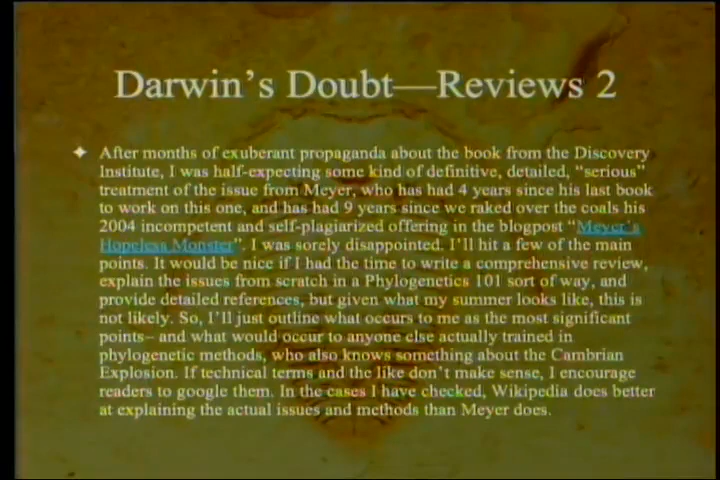 Darwin's Doubt—Reviews 2
After months of exuberant propaganda about the book from the Discovery
Institute, I was half-expecting some kind of definitive, detailed, "serious"
treatment of the issue from Meyer, who has had 4 years since his last book
to work on this one, and has had 9 years since we raked over the coals his
2004 incompetent and self-plagiarized offering in the blogpost "Meyer's
Hopeless Monster". I was sorely disappointed. I'll hit a few of the main
points. It would be nice if I had the time to write a comprehensive review,
explain the issues from scratch in a Phylogenetics 101 sort of way, and
provide detailed references, but given what my summer looks like, this is
not likely. So, I'll just outline what occurs to me as the most significant
points– and what would occur to anyone else actually trained in
phylogenetic methods, who also knows something about the Cambrian
Explosion. If technical terms and the like don't make sense, I encourage
readers to google them. In the cases I have checked, Wikipedia does better
at explaining the actual issues and methods than Meyer does.